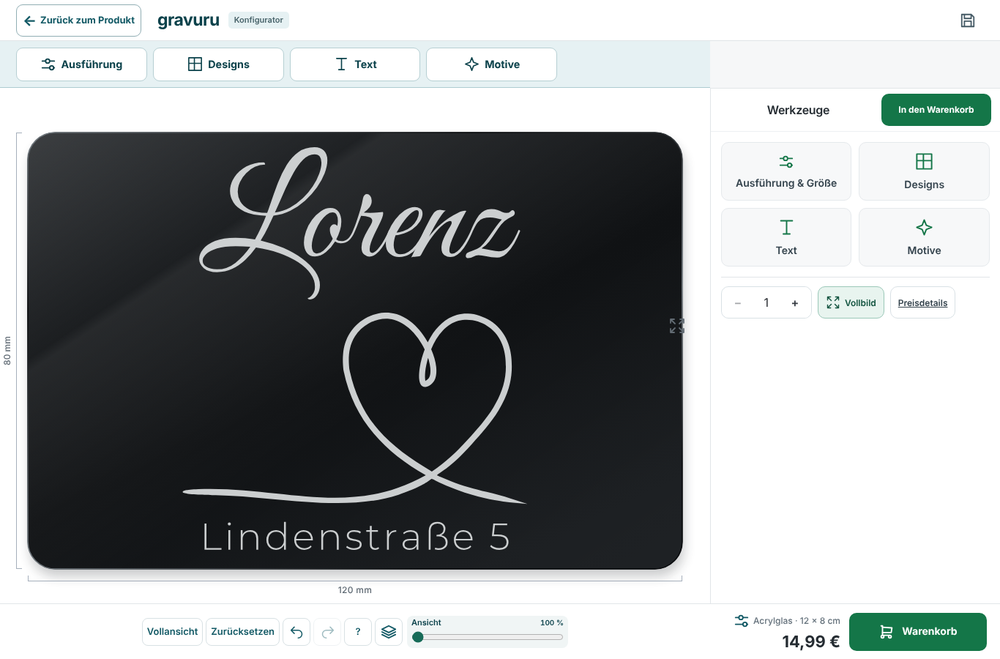 Zurück zum Produkt
gravuru
Konfigurator
Ausführung
Designs
Text
Motive
Werkzeuge
In den Warenkorb
Ausführung & Größe
Designs
Text
Motive
− 1 +
Vollbild
Preisdetails
Lorenz
Lindenstraße 5
80 mm
120 mm
Vollansicht
Zurücksetzen
?
Ansicht
100 %
Acrylglas · 12 × 8 cm
14,99 €
Warenkorb